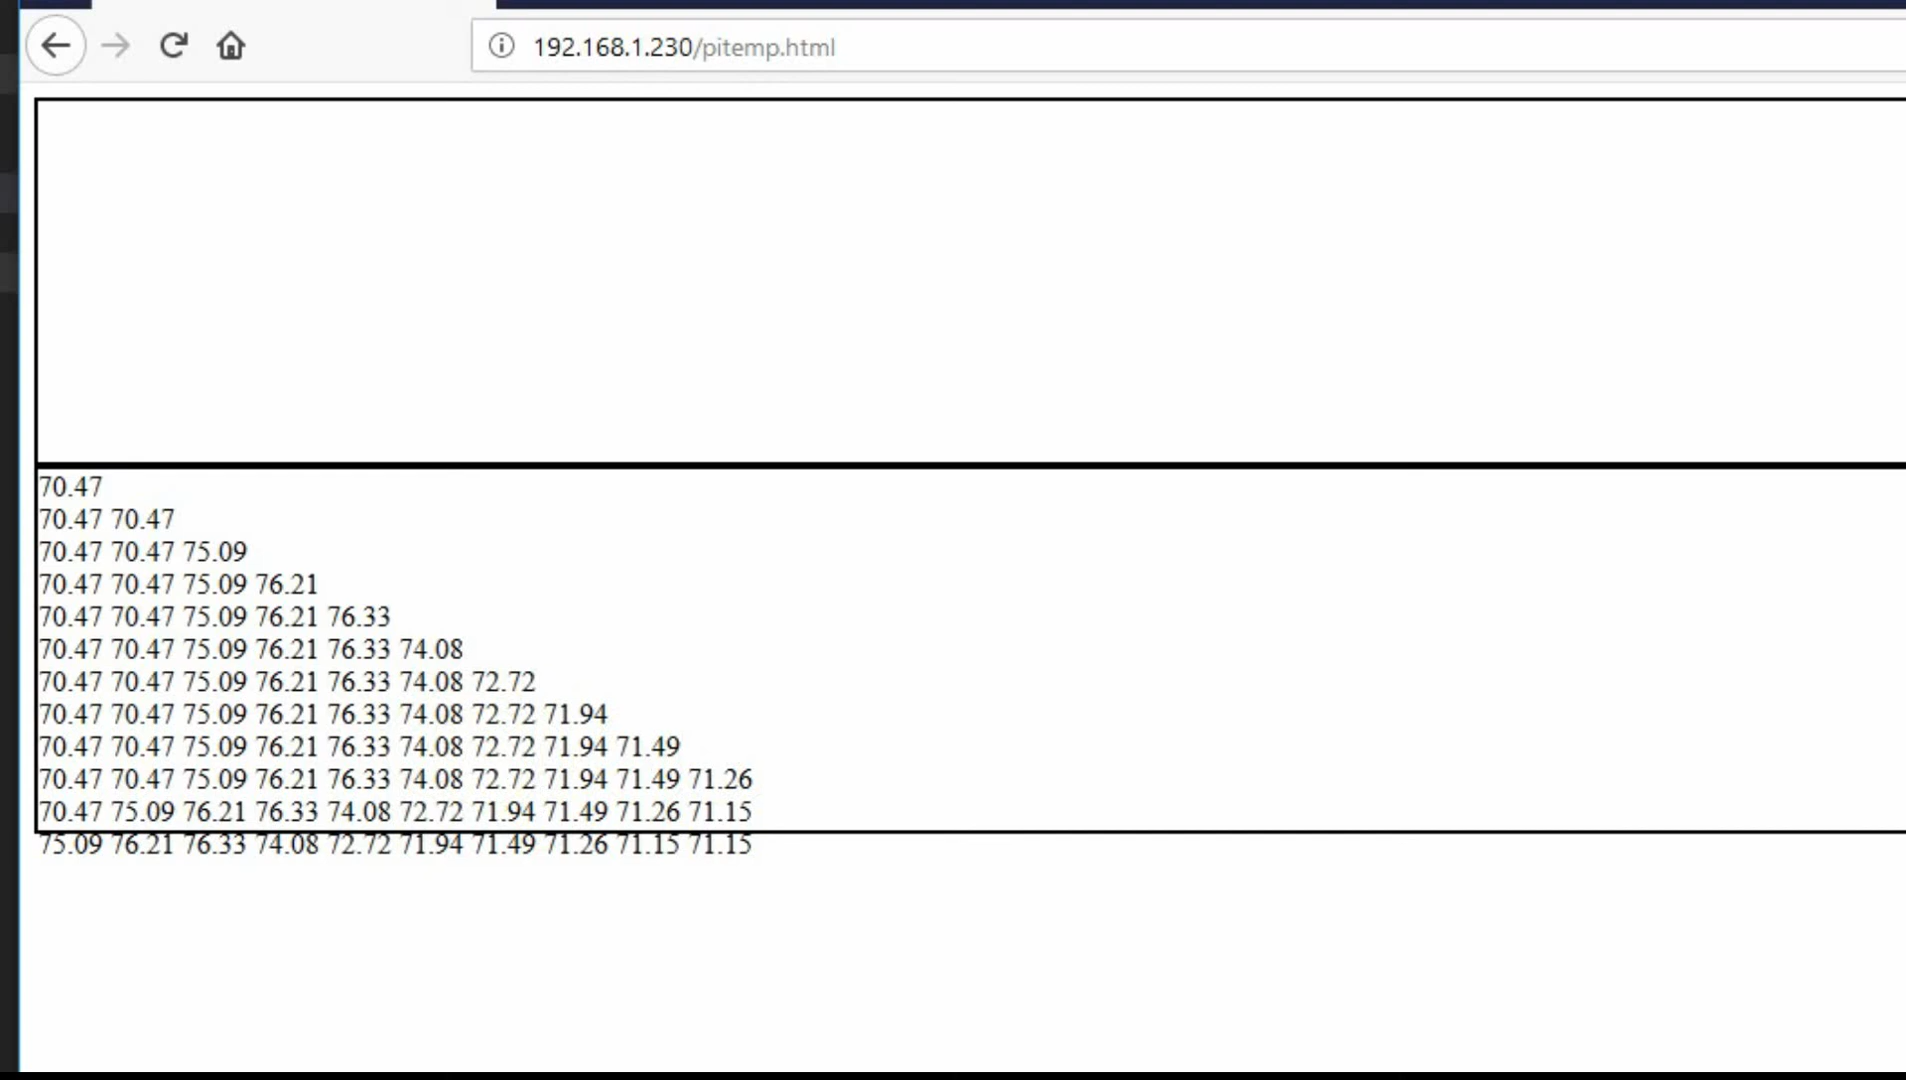 192.168.1.230/pitemp.html
70.47
70.47 70.47
70.47 70.47 75.09
70.47 70.47 75.09 76.21
70.47 70.47 75.09 76.21 76.33
70.47 70.47 75.09 76.21 76.33 74.08
70.47 70.47 75.09 76.21 76.33 74.08 72.72
70.47 70.47 75.09 76.21 76.33 74.08 72.72 71.94
70.47 70.47 75.09 76.21 76.33 74.08 72.72 71.94 71.49
70.47 70.47 75.09 76.21 76.33 74.08 72.72 71.94 71.49 71.26
70.47 75.09 76.21 76.33 74.08 72.72 71.94 71.49 71.26 71.15
75.09 76.21 76.33 74.08 72.72 71.94 71.49 71.26 71.15 71.15